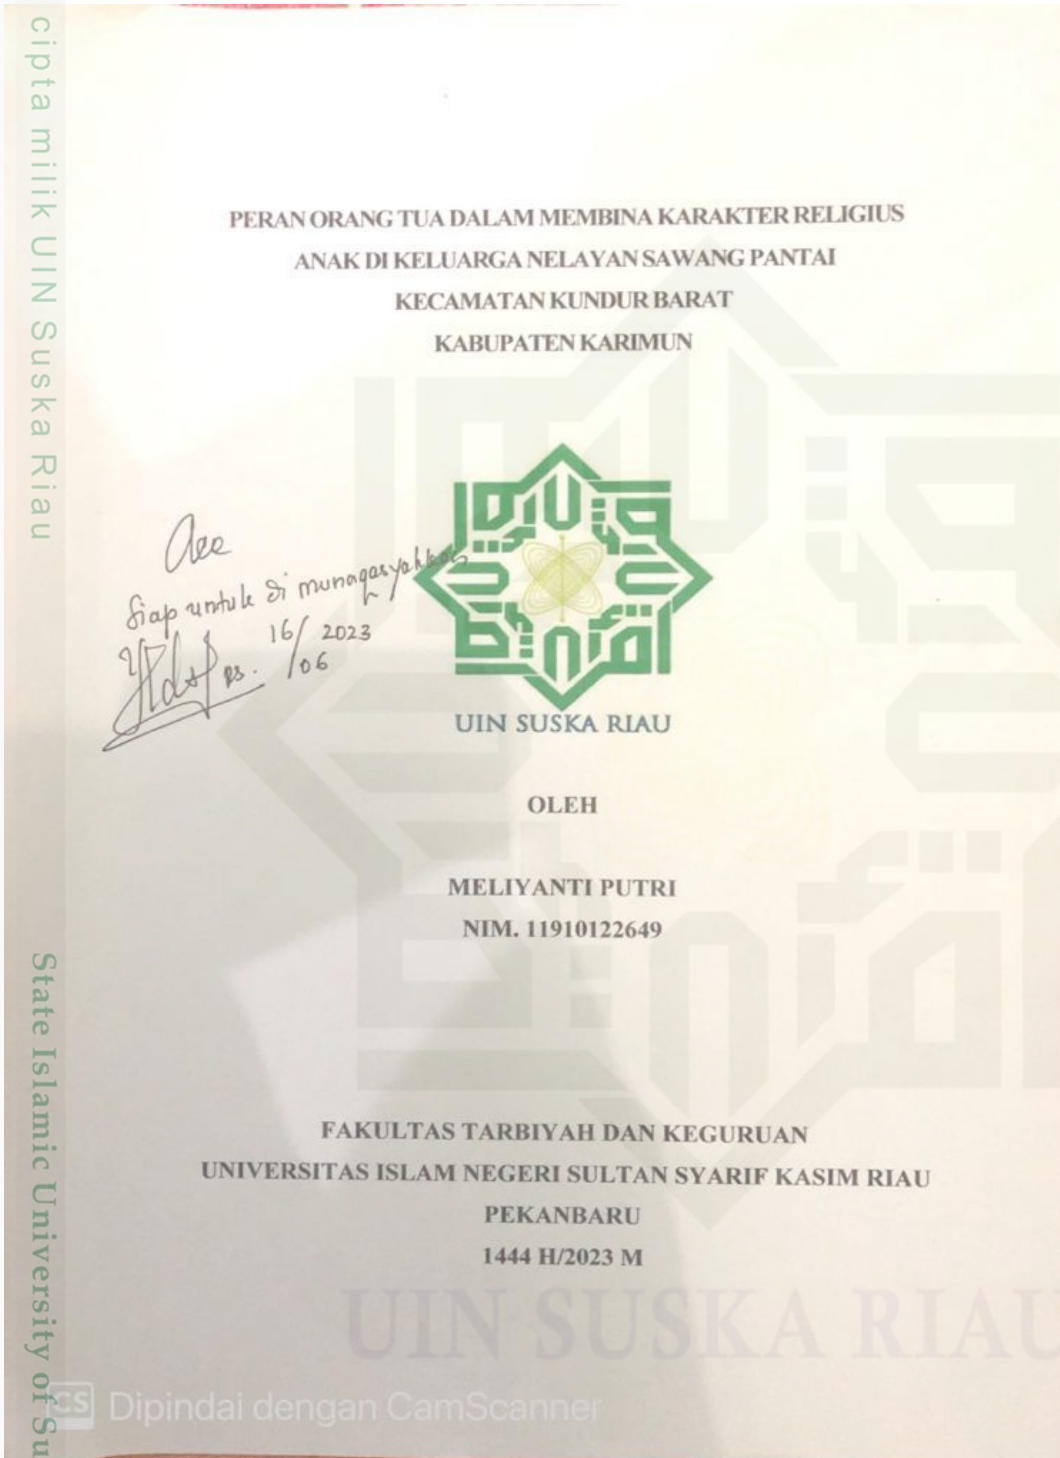 cipta milik UIN Suska Riau
PERAN ORANG TUA DALAM MEMBINA KARAKTER RELIGIUS
ANAK DI KELUARGA NELAYAN SAWANG PANTAI
KECAMATAN KUNDUR BARAT
KABUPATEN KARIMUN
Siap untuk di munaqasyahkan
16/06 2023
UIN SUSKA RIAU
OLEH
MELIYANTI PUTRI
NIM. 11910122649
State Islamic University of Su
FAKULTAS TARBIYAH DAN KEGURUAN
UNIVERSITAS ISLAM NEGERI SULTAN SYARIF KASIM RIAU
PEKANBARU
1444 H/2023 M
UIN SUSKA RIAU
CS Dipindai dengan CamScanner